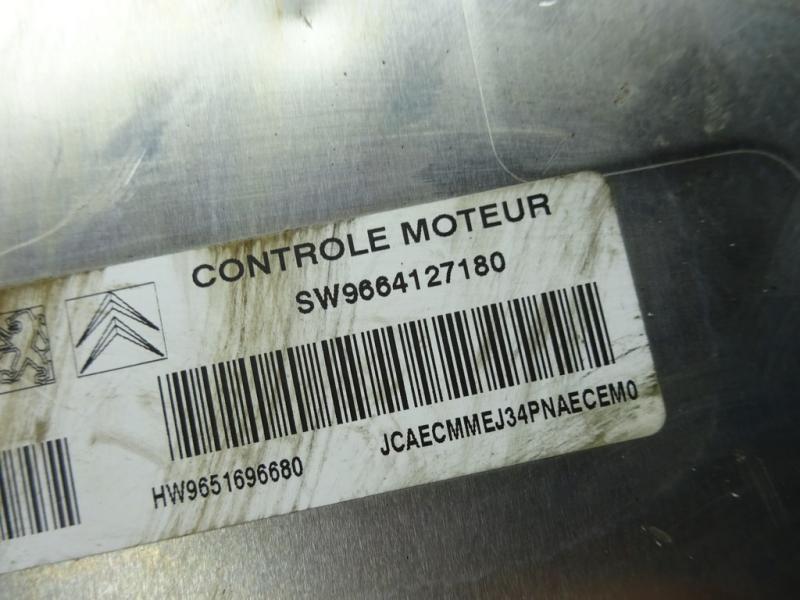 CONTROLE MOTEUR
SW9664127180
JCAECMMEJ34PNAECEM0
HW9651696680